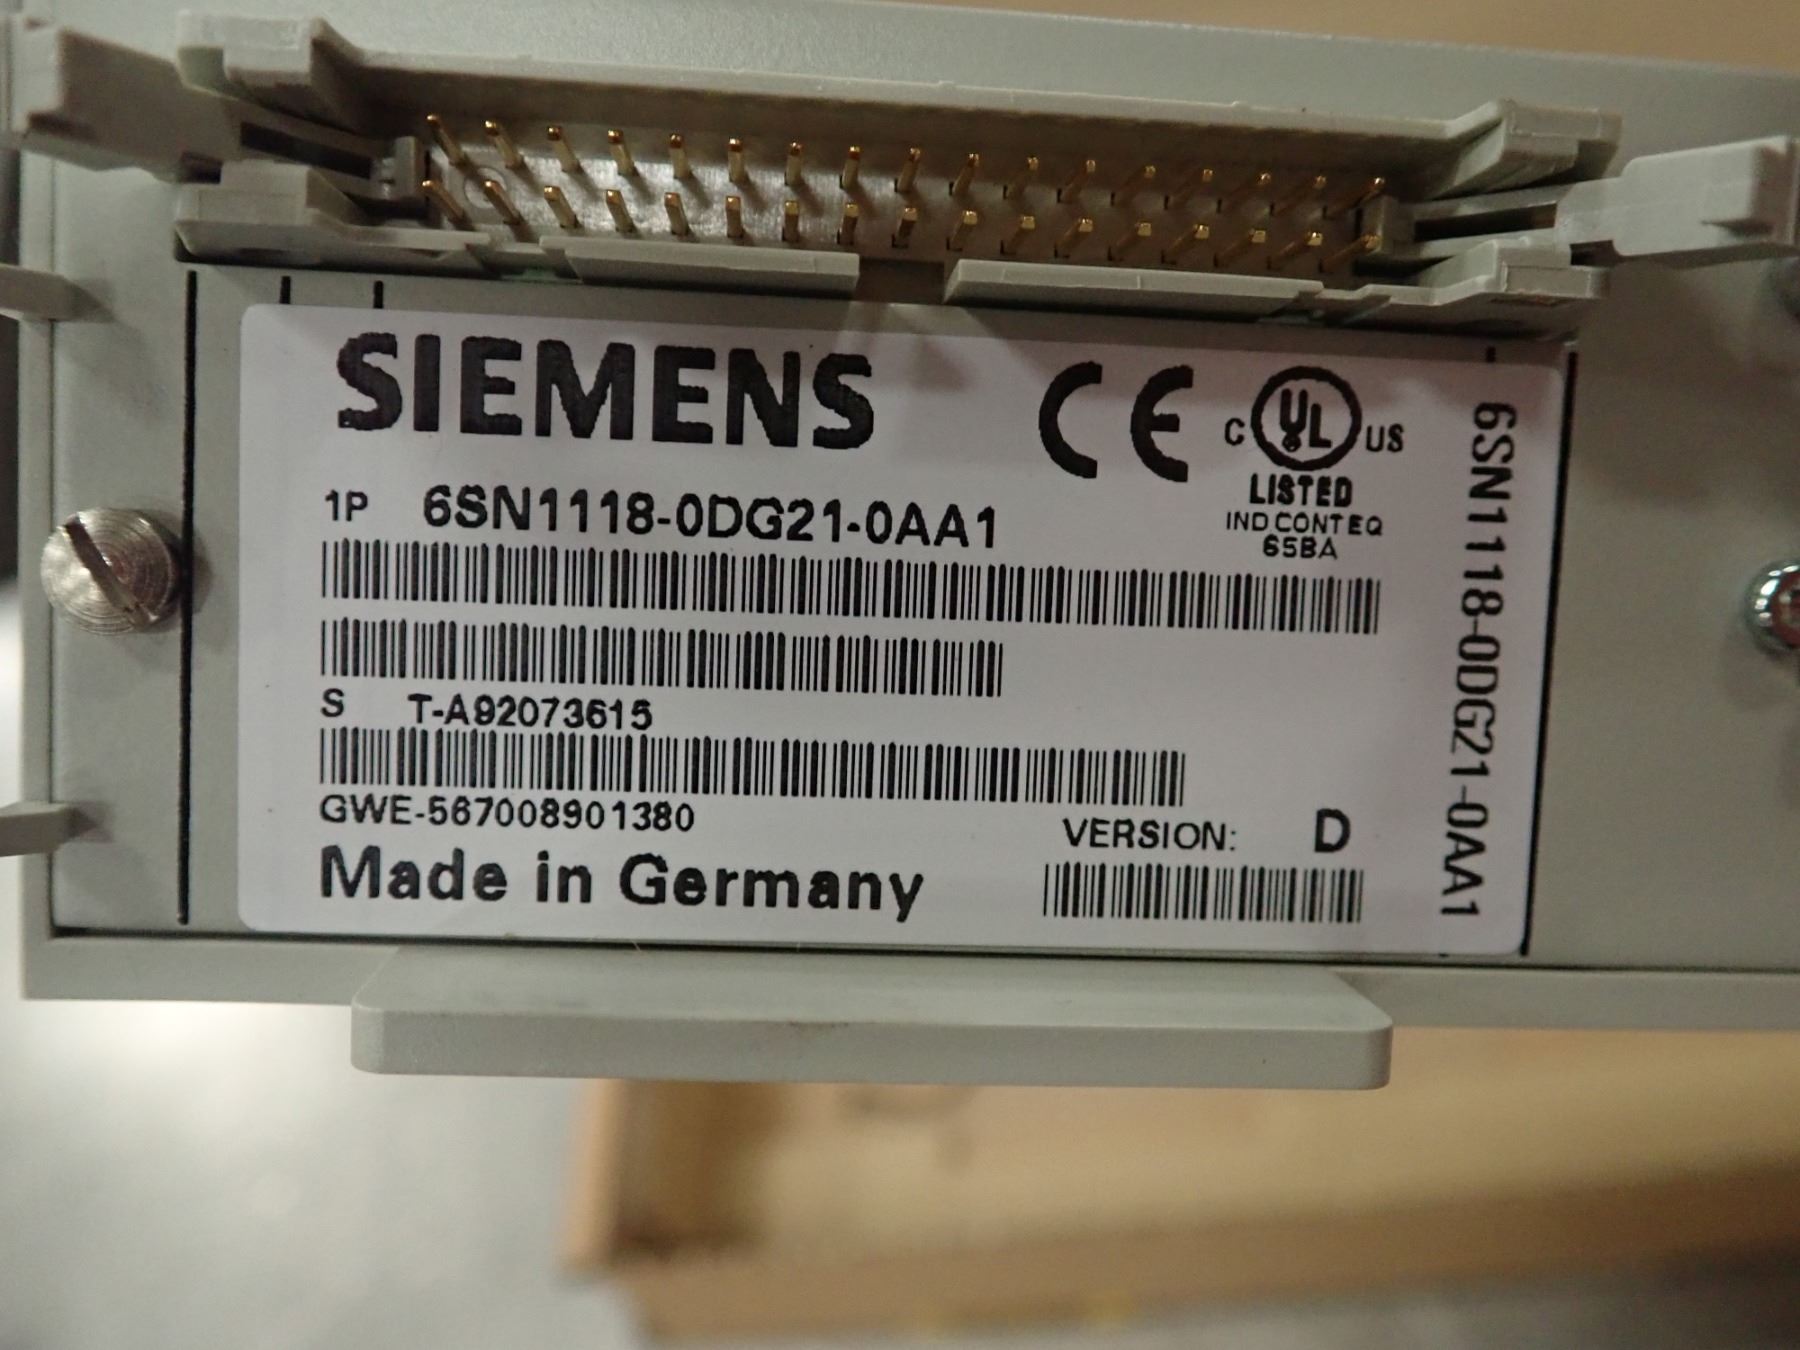 SIEMENS
CE
C UL US
LISTED
IND CONT EQ
65BA
1P 6SN1118-0DG21-0AA1
S T-A92073615
GWE-567008901380
VERSION: D
Made in Germany
6SN1118-0DG21-0AA1